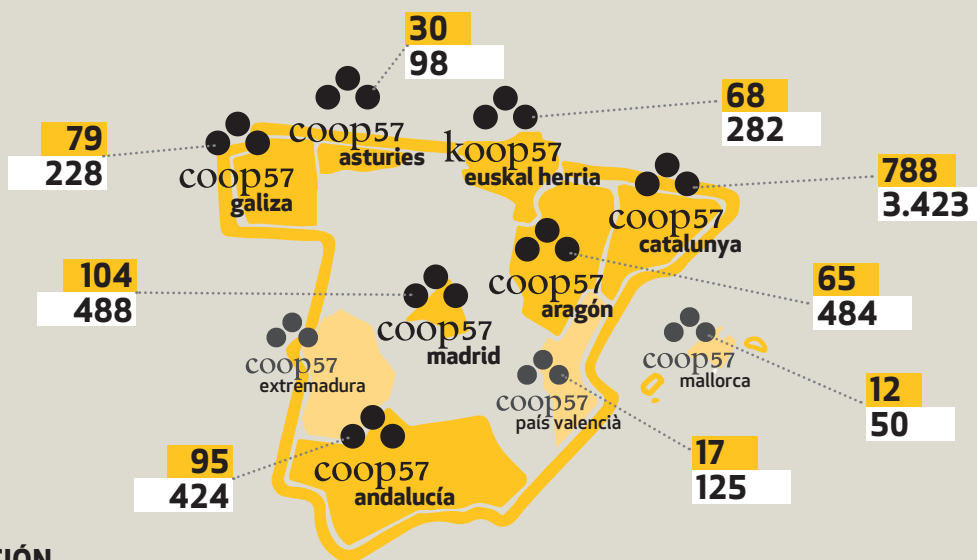 30
98
68
282
79
228
coop57
asturies
koop57
euskal herria
coop57
galiza
788
3.423
coop57
catalunya
104
488
coop57
aragón
65
484
coop57
madrid
coop57
extremadura
coop57
mallorca
coop57
país valencià
12
50
95
424
coop57
andalucía
17
125